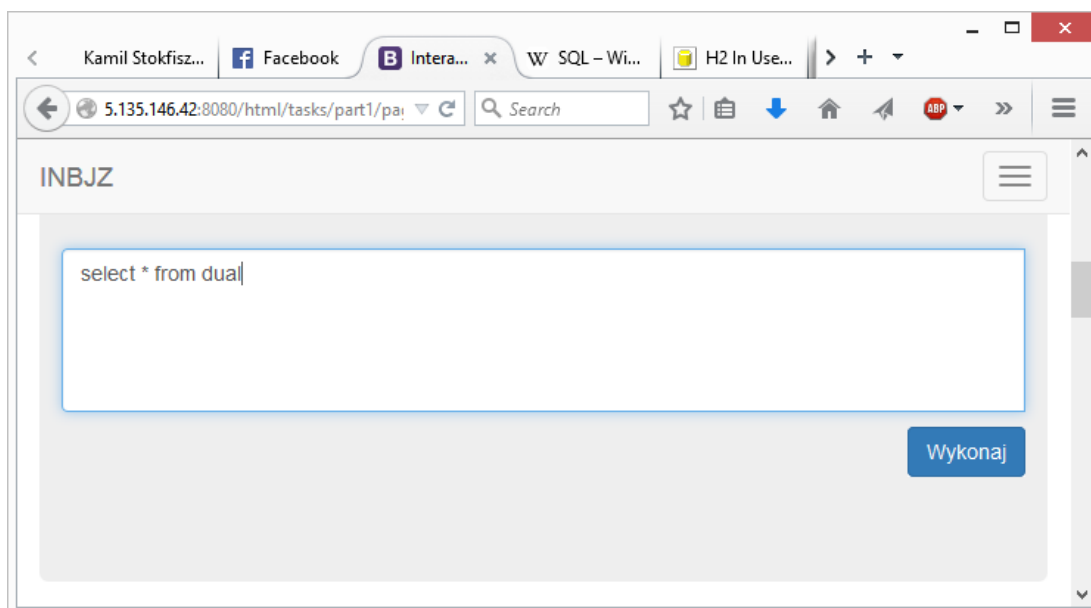 Kamil Stokfisz... Facebook Intera... SQL – Wi... H2 In Use...
5.135.146.42:8080/html/tasks/part1/pa Search ABP
INBJZ
select * from dual
Wykonaj